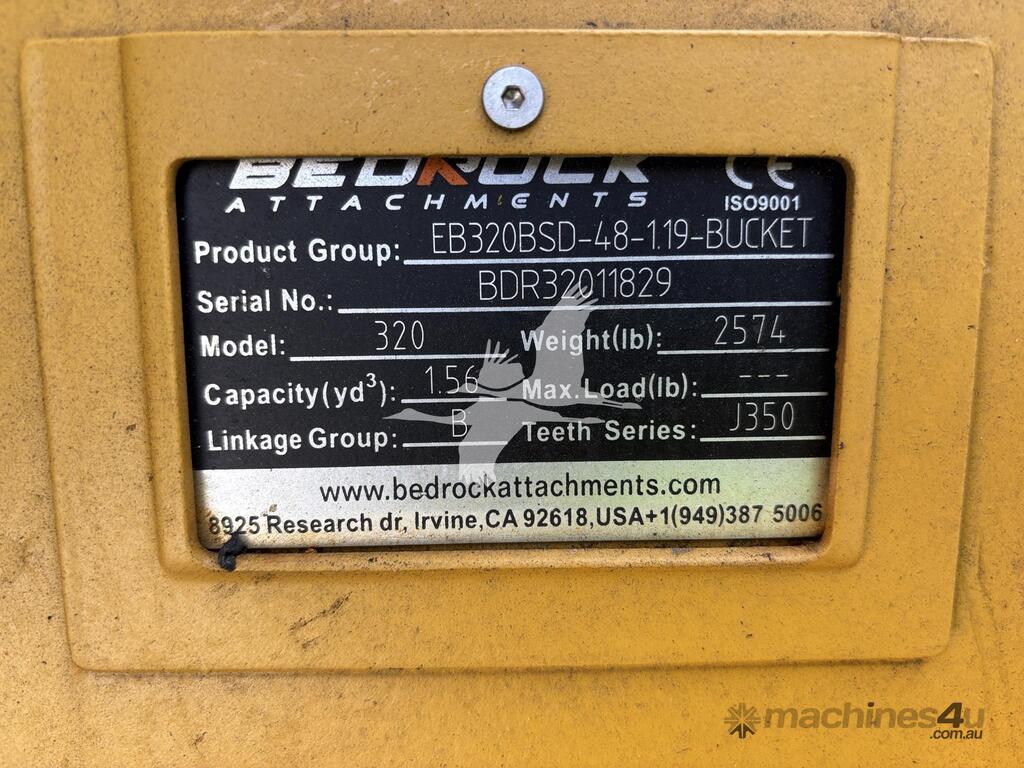 BEDROCK
ATTACHMENTS
CE
ISO9001
Product Group: EB320BSD-48-1.19-BUCKET
Serial No.: BDR32011829
Model: 320 Weight(lb): 2574
Capacity(yd³): 1.56 Max.Load(lb): ---
Linkage Group: B Teeth Series: J350
www.bedrockattachments.com
8925 Research dr, Irvine,CA 92618,USA+1(949)387 5006
machines4u
.com.au